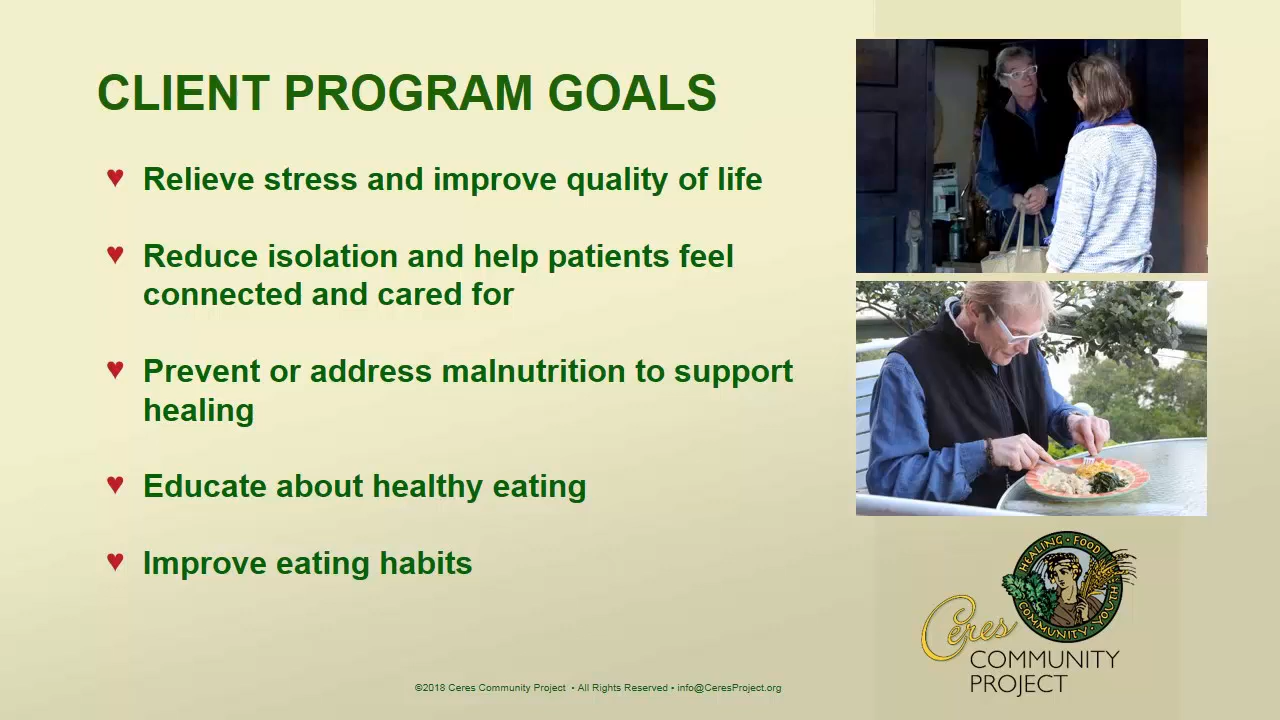 CLIENT PROGRAM GOALS
♥ Relieve stress and improve quality of life
♥ Reduce isolation and help patients feel
connected and cared for
♥ Prevent or address malnutrition to support
healing
♥ Educate about healthy eating
♥ Improve eating habits
HEALING · FOOD
COMMUNITY · YOUTH
Ceres
COMMUNITY
PROJECT
©2018 Ceres Community Project • All Rights Reserved • info@CeresProject.org